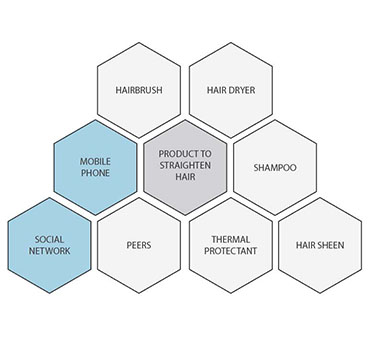 HAIRBRUSH
HAIR DRYER
MOBILE
PHONE
PRODUCT TO
STRAIGHTEN
HAIR
SHAMPOO
SOCIAL
NETWORK
PEERS
THERMAL
PROTECTANT
HAIR SHEEN